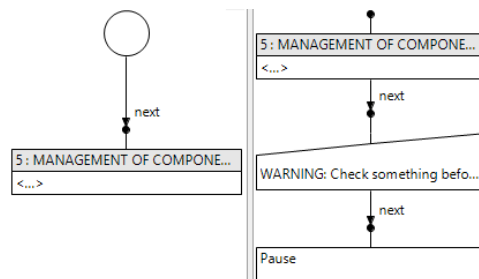 next
5 : MANAGEMENT OF COMPONE...
<...>
5 : MANAGEMENT OF COMPONE...
<...>
next
WARNING: Check something befo...
next
Pause